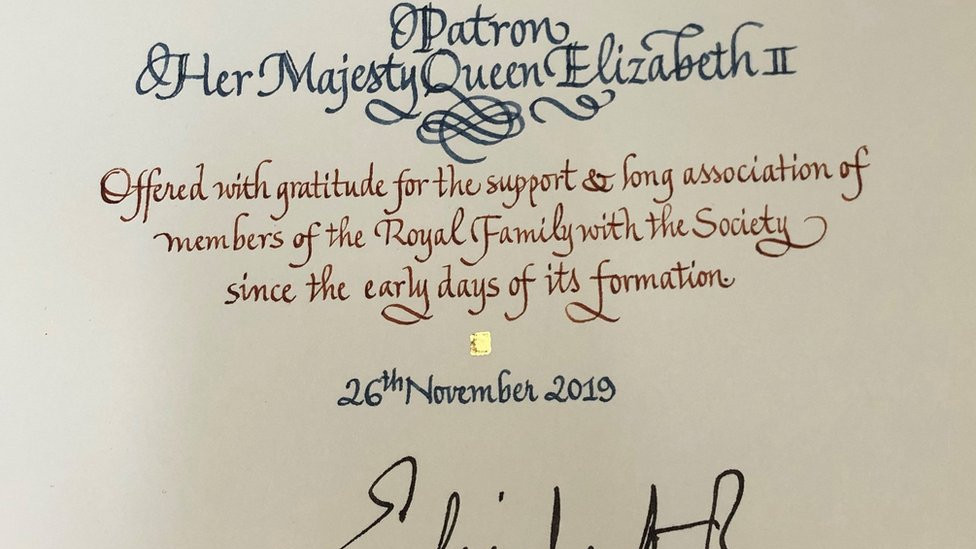 Patron
Her Majesty Queen Elizabeth II
Offered with gratitude for the support & long association of
members of the Royal Family with the Society
since the early days of its formation
26th November 2019
Elizabeth R